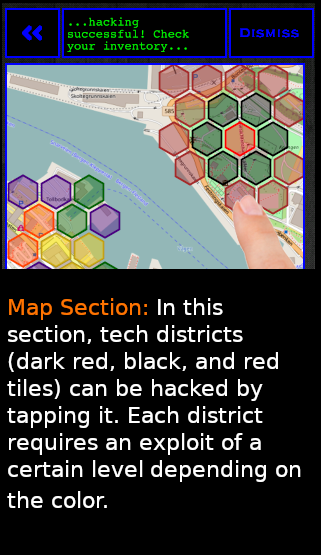 ...hacking
successful! Check
your inventory...
Dismiss
Skoltegrunnskaien
Map Section: In this
section, tech districts
(dark red, black, and red
tiles) can be hacked by
tapping it. Each district
requires an exploit of a
certain level depending on
the color.